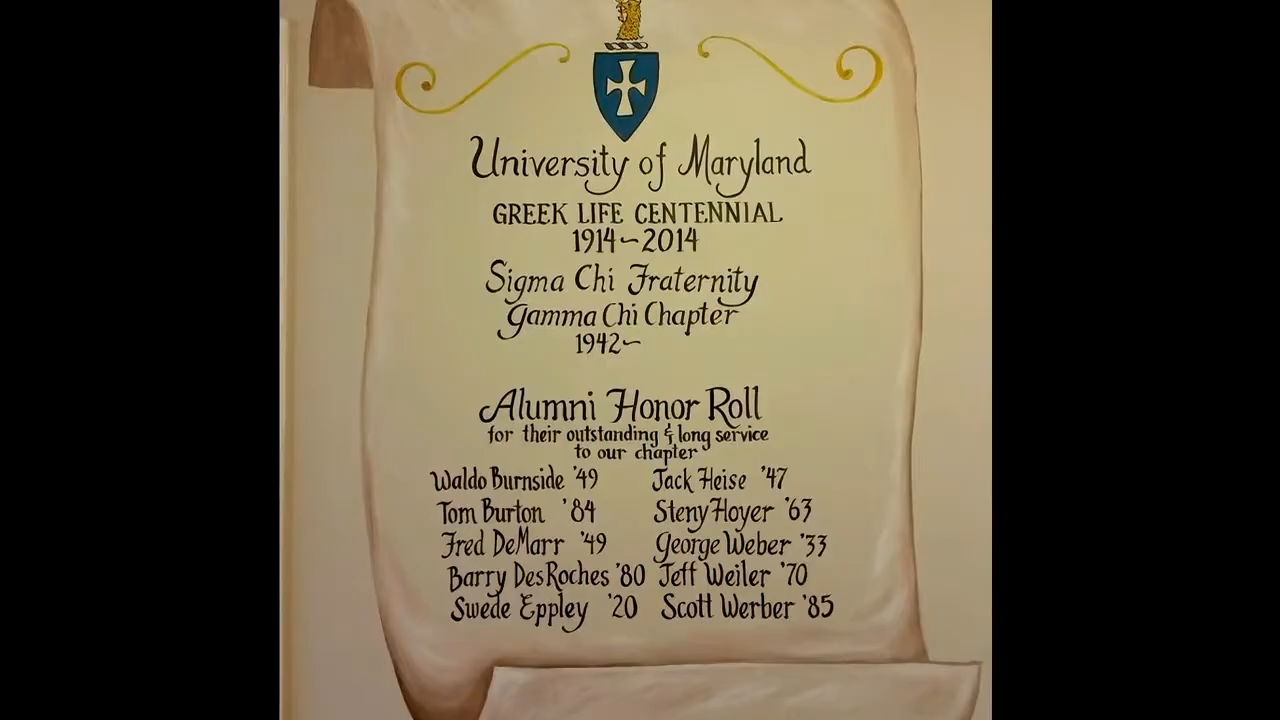 University of Maryland
GREEK LIFE CENTENNIAL
1914~2014
Sigma Chi Fraternity
Gamma Chi Chapter
1942~
Alumni Honor Roll
for their outstanding & long service
to our chapter
Waldo Burnside '49 Jack Heise '47
Tom Burton '84 Steny Hoyer '63
Fred DeMarr '49 George Weber '33
Barry DesRoches '80 Jeff Weiler '70
Swede Eppley '20 Scott Werber '85